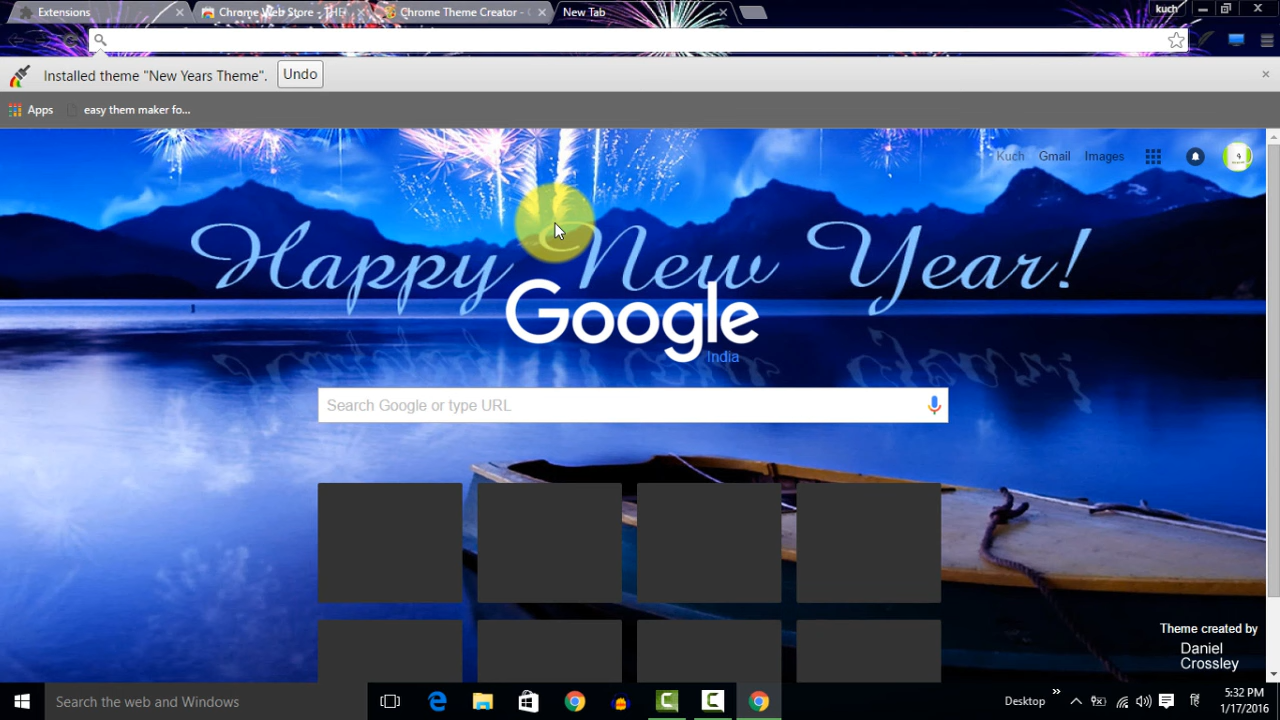 Extensions
Chrome Web Store - THE
Chrome Theme Creator -
New Tab
kuch
Installed theme "New Years Theme". Undo
Apps
easy them maker fo...
Kuch Gmail Images
Happy New Year!
Google
India
Search Google or type URL
Theme created by
Daniel
Crossley
Search the web and Windows
Desktop
हिं
5:32 PM
1/17/2016